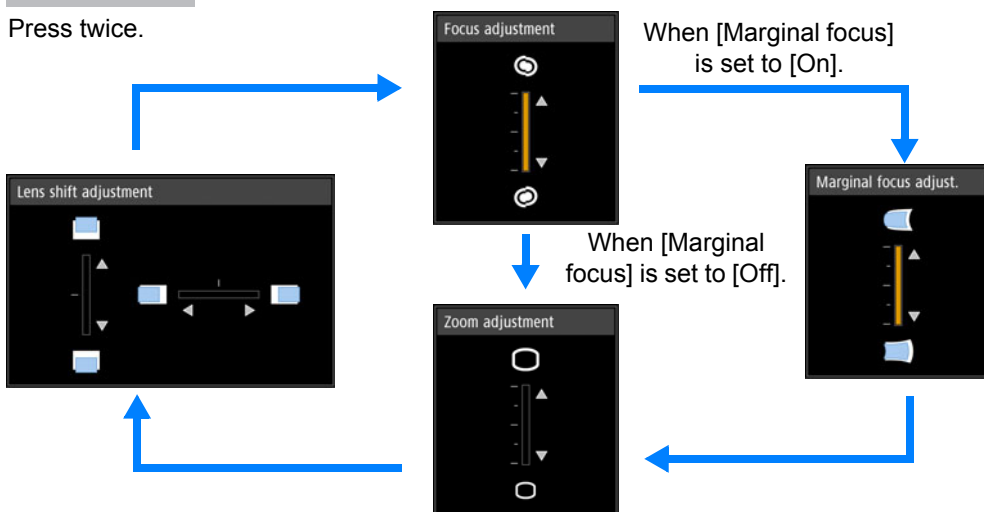 Press twice.
Focus adjustment
When [Marginal focus]
is set to [On].
Lens shift adjustment
Marginal focus adjust.
When [Marginal
focus] is set to [Off].
Zoom adjustment